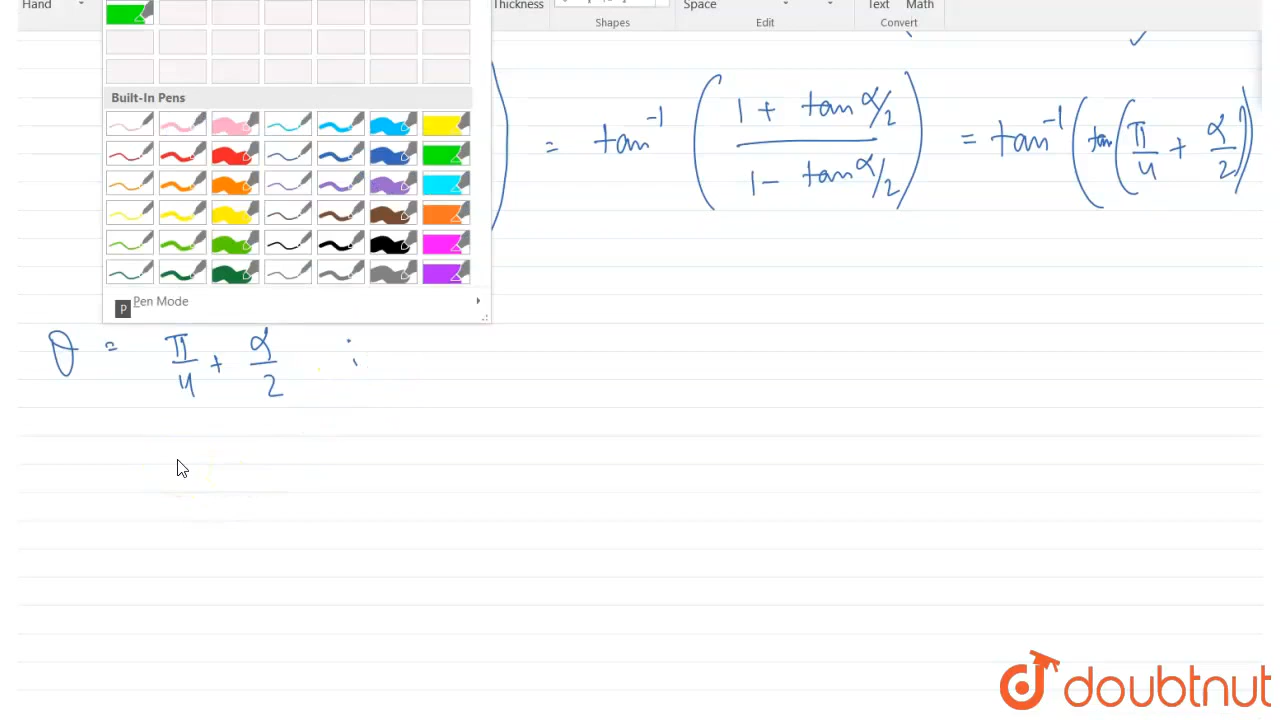 Hand Thickness Space Text Math
Shapes Edit Convert
Built-In Pens
) = tan⁻¹ ( (1 + tan α/2) / (1 - tan α/2) ) = tan⁻¹ ( tan ( π/4 + α/2 ) )
P Pen Mode
θ = π/4 + α/2 ;
doubtnut